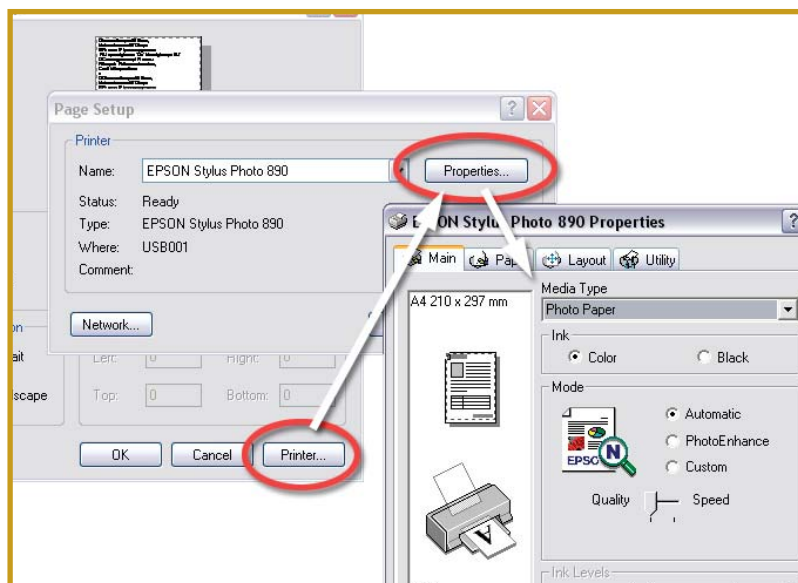 Page Setup
Printer
Name: EPSON Stylus Photo 890
Properties...
Status: Ready
Type: EPSON Stylus Photo 890
Where: USB001
Comment:
Network...
Left: 0 Right: 0
Top: 0 Bottom: 0
OK Cancel Printer...
Stylus Photo 890 Properties
Main Layout Utility
A4 210 x 297 mm
Media Type
Photo Paper
Ink
Color Black
Mode
Automatic
PhotoEnhance
Custom
Quality Speed
Ink Levels